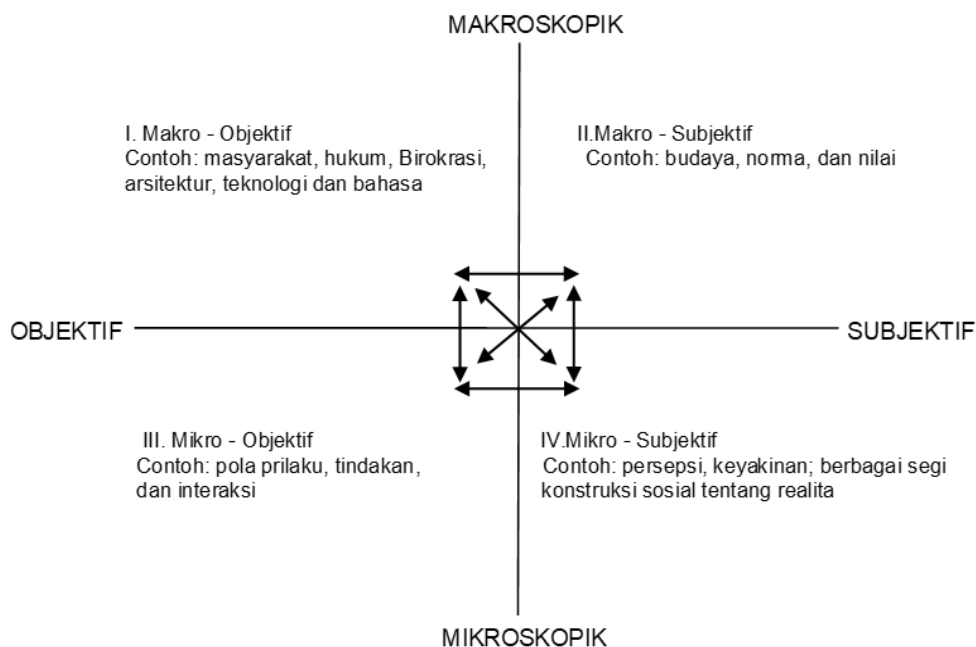 MAKROSKOPIK
I. Makro - Objektif
Contoh: masyarakat, hukum, Birokrasi,
arsitektur, teknologi dan bahasa
II.Makro - Subjektif
Contoh: budaya, norma, dan nilai
OBJEKTIF
SUBJEKTIF
III. Mikro - Objektif
Contoh: pola prilaku, tindakan,
dan interaksi
IV.Mikro - Subjektif
Contoh: persepsi, keyakinan; berbagai segi
konstruksi sosial tentang realita
MIKROSKOPIK